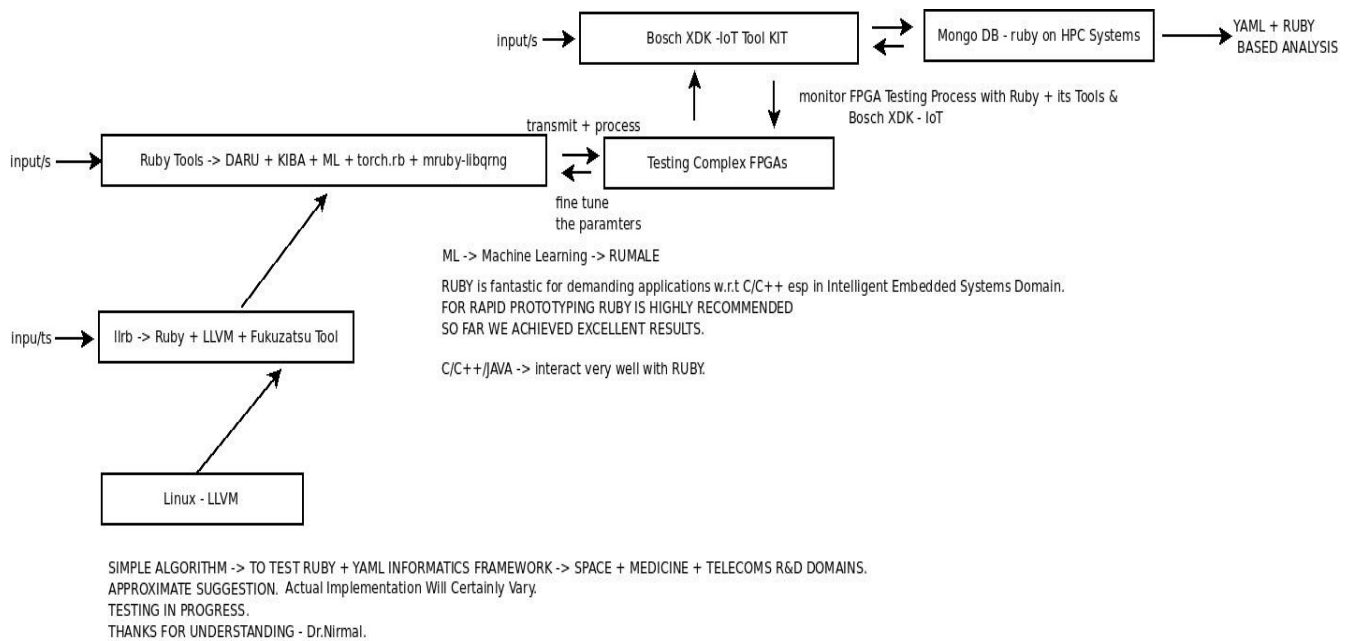 input/s
Bosch XDK -IoT Tool KIT
Mongo DB - ruby on HPC Systems
YAML + RUBY
BASED ANALYSIS
monitor FPGA Testing Process with Ruby + its Tools &
Bosch XDK - IoT
transmit + process
input/s
Ruby Tools -> DARU + KIBA + ML + torch.rb + mruby-libqrng
Testing Complex FPGAs
fine tune
the paramters
ML -> Machine Learning -> RUMALE
RUBY is fantastic for demanding applications w.r.t C/C++ esp in Intelligent Embedded Systems Domain.
FOR RAPID PROTOTYPING RUBY IS HIGHLY RECOMMENDED
SO FAR WE ACHIEVED EXCELLENT RESULTS.
inpu/ts
llrb -> Ruby + LLVM + Fukuzatsu Tool
C/C++/JAVA -> interact very well with RUBY.
Linux - LLVM
SIMPLE ALGORITHM -> TO TEST RUBY + YAML INFORMATICS FRAMEWORK -> SPACE + MEDICINE + TELECOMS R&D DOMAINS.
APPROXIMATE SUGGESTION. Actual Implementation Will Certainly Vary.
TESTING IN PROGRESS.
THANKS FOR UNDERSTANDING - Dr.Nirmal.